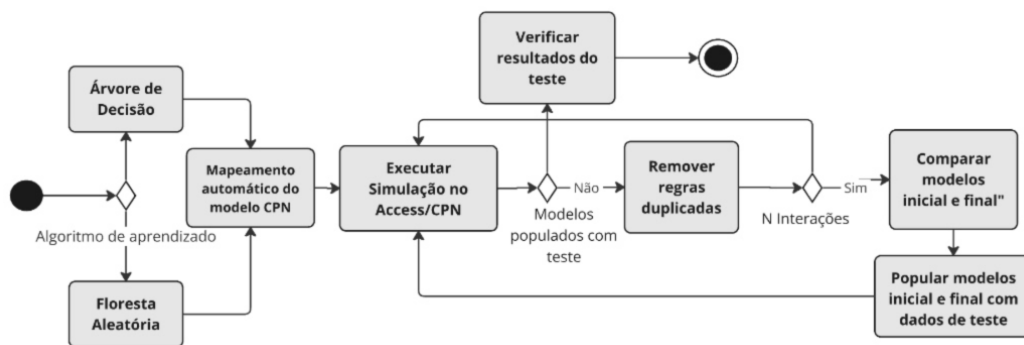 Árvore de
Decisão
Algoritmo de aprendizado
Floresta
Aleatória
Mapeamento
automático do
modelo CPN
Executar
Simulação no
Access/CPN
Verificar
resultados do
teste
Não
Modelos
populados com
teste
Remover
regras
duplicadas
N Interações
Sim
Comparar
modelos
inicial e final"
Popular modelos
inicial e final com
dados de teste